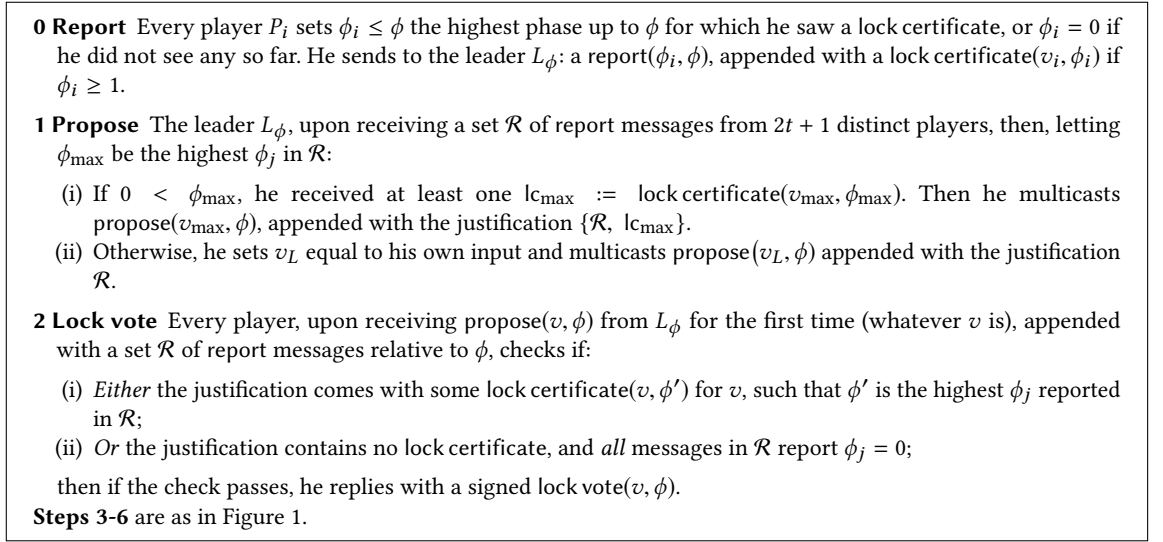 0 Report Every player P_i sets ϕ_i ≤ ϕ the highest phase up to ϕ for which he saw a lock certificate, or ϕ_i = 0 if
he did not see any so far. He sends to the leader L_ϕ: a report(ϕ_i, ϕ), appended with a lock certificate(v_i, ϕ_i) if
ϕ_i ≥ 1.
1 Propose The leader L_ϕ, upon receiving a set ℛ of report messages from 2t + 1 distinct players, then, letting
ϕ_max be the highest ϕ_j in ℛ:
(i) If 0 < ϕ_max, he received at least one lc_max := lock certificate(v_max, ϕ_max). Then he multicasts
propose(v_max, ϕ), appended with the justification {ℛ, lc_max}.
(ii) Otherwise, he sets v_L equal to his own input and multicasts propose(v_L, ϕ) appended with the justification
ℛ.
2 Lock vote Every player, upon receiving propose(v, ϕ) from L_ϕ for the first time (whatever v is), appended
with a set ℛ of report messages relative to ϕ, checks if:
(i) Either the justification comes with some lock certificate(v, ϕ′) for v, such that ϕ′ is the highest ϕ_j reported
in ℛ;
(ii) Or the justification contains no lock certificate, and all messages in ℛ report ϕ_j = 0;
then if the check passes, he replies with a signed lock vote(v, ϕ).
Steps 3-6 are as in Figure 1.